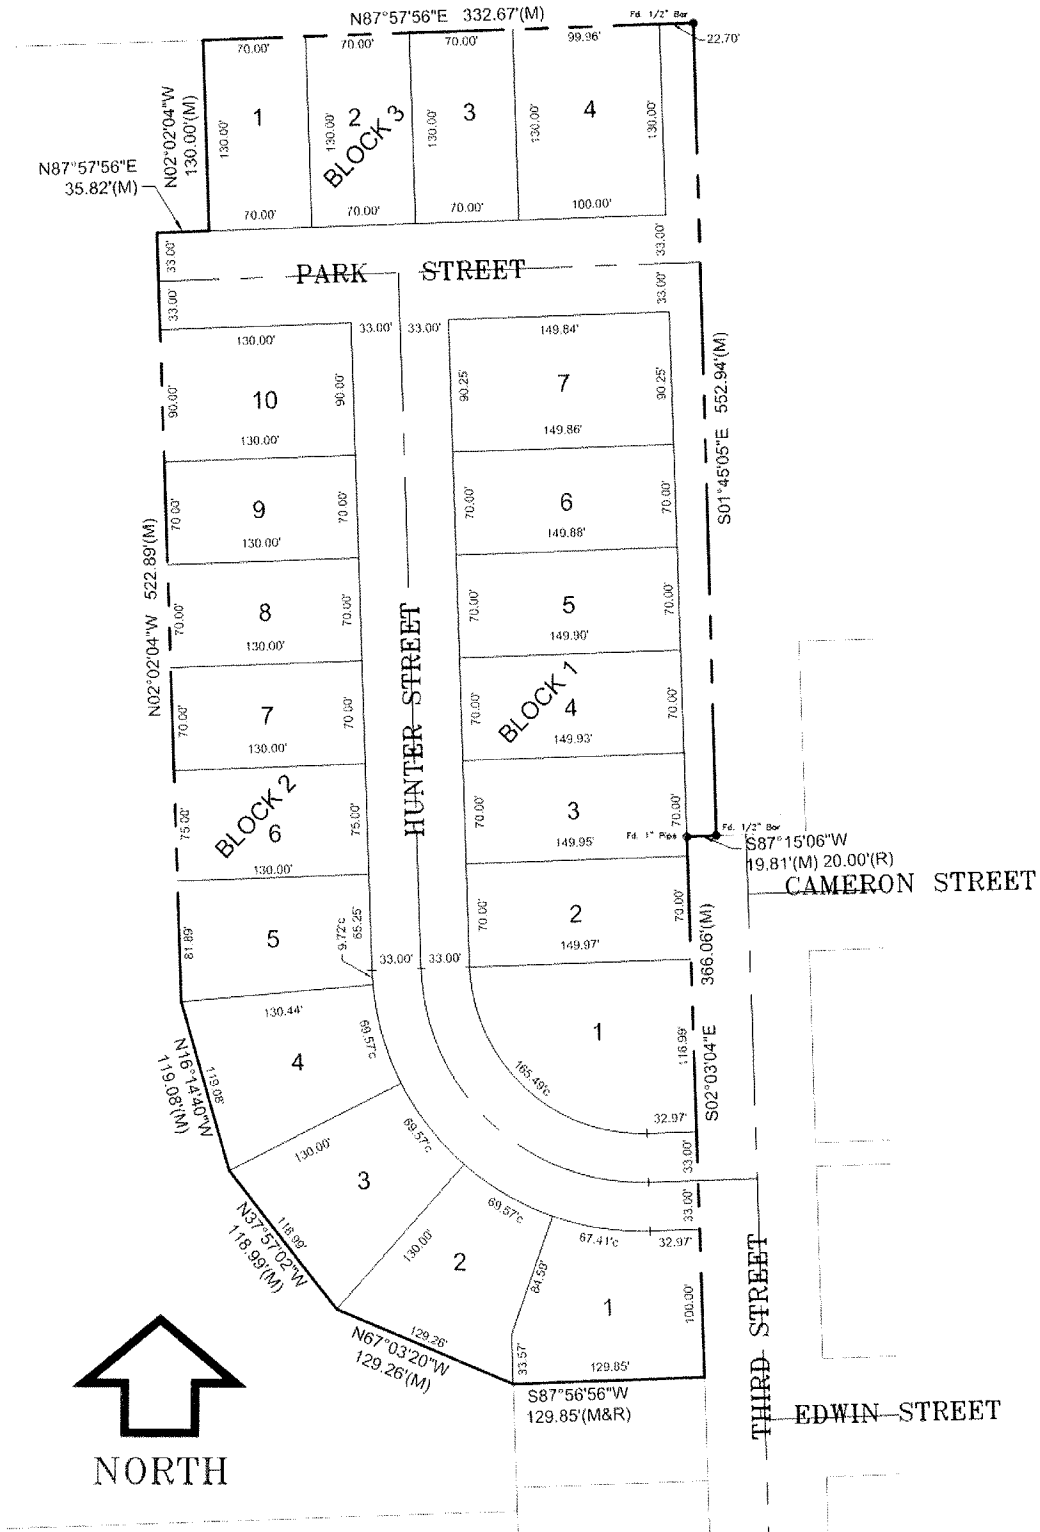 N87°57'56"E 332.67'(M)
Fd. 1/2" Bar
22.70'
70.00'
70.00'
70.00'
99.96'
N02°02'04"W
130.00'(M)
N87°57'56"E
35.82'(M)
130.00'
1
130.00'
2
BLOCK 3
130.00'
3
130.00'
4
130.00'
70.00'
70.00'
70.00'
100.00'
33.00'
33.00'
PARK STREET
33.00'
33.00'
33.00'
33.00'
130.00'
149.84'
90.00'
10
90.00'
130.00'
90.25'
7
90.25'
149.86'
S01°45'05"E 552.94'(M)
70.00'
9
70.00'
130.00'
70.00'
6
70.00'
149.88'
N02°02'04"W 522.89'(M)
70.00'
8
70.00'
130.00'
70.00'
5
70.00'
149.90'
HUNTER STREET
70.00'
7
70.00'
130.00'
BLOCK 1
70.00'
4
70.00'
149.93'
BLOCK 2
75.00'
6
75.00'
130.00'
70.00'
3
70.00'
149.95'
Fd. 1" Pipe
Fd. 1/2" Bar
S87°15'06"W
19.81'(M) 20.00'(R)
CAMERON STREET
81.89'
5
9.72'c
65.25'
33.00'
33.00'
70.00'
2
70.00'
149.97'
366.06'(M)
S02°03'04"E
130.44'
N16°14'40"W
119.08'(M)
119.08'
4
69.57'c
165.49'c
1
116.99'
32.97'
130.00'
3
69.57'c
33.00'
33.00'
N37°57'02"W
118.99'(M)
118.99'
130.00'
2
69.57'c
67.41'c
32.97'
84.59'
1
100.00'
33.57'
129.85'
N67°03'20"W
129.26'(M)
129.26'
S87°56'56"W
129.85'(M&R)
THIRD STREET
EDWIN STREET
NORTH